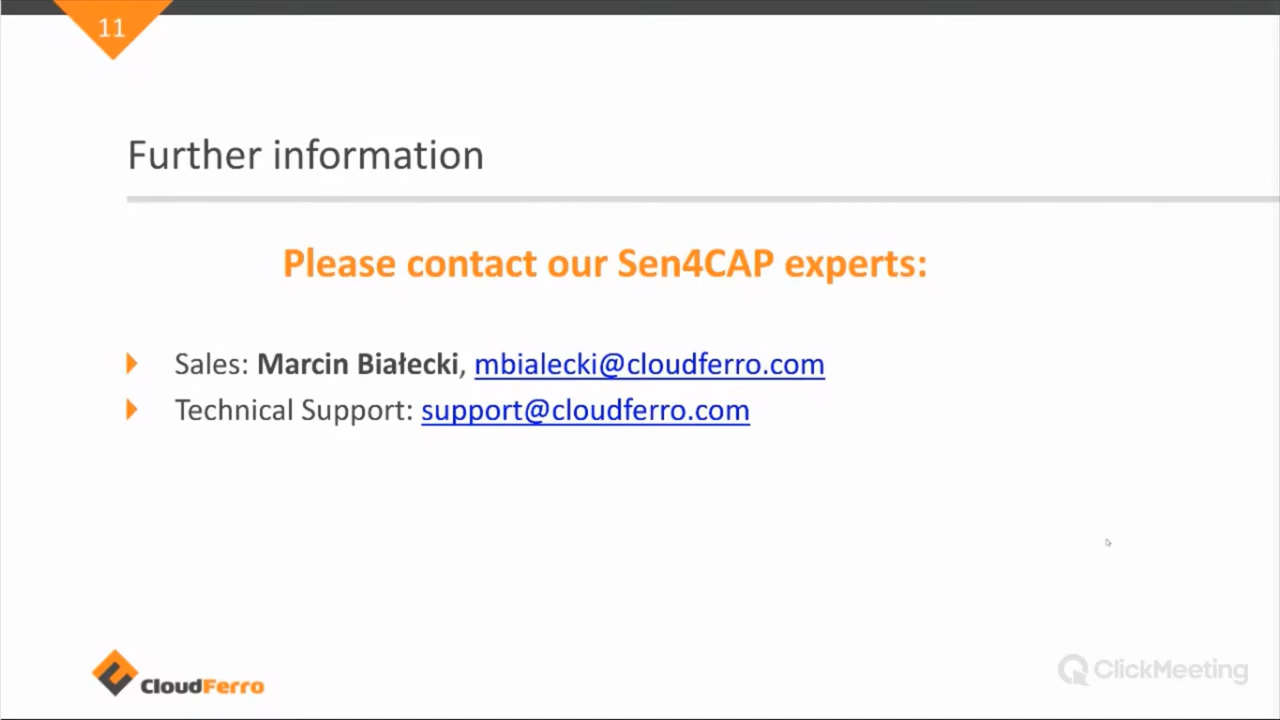 11
Further information
Please contact our Sen4CAP experts:
Sales: Marcin Białecki, mbialecki@cloudferro.com
Technical Support: support@cloudferro.com
CloudFerro
ClickMeeting